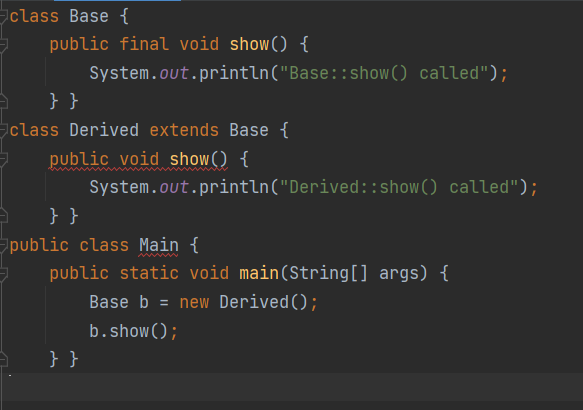 class Base {
    public final void show() {
        System.out.println("Base::show() called");
    } }
class Derived extends Base {
    public void show() {
        System.out.println("Derived::show() called");
    } }
public class Main {
    public static void main(String[] args) {
        Base b = new Derived();
        b.show();
    } }